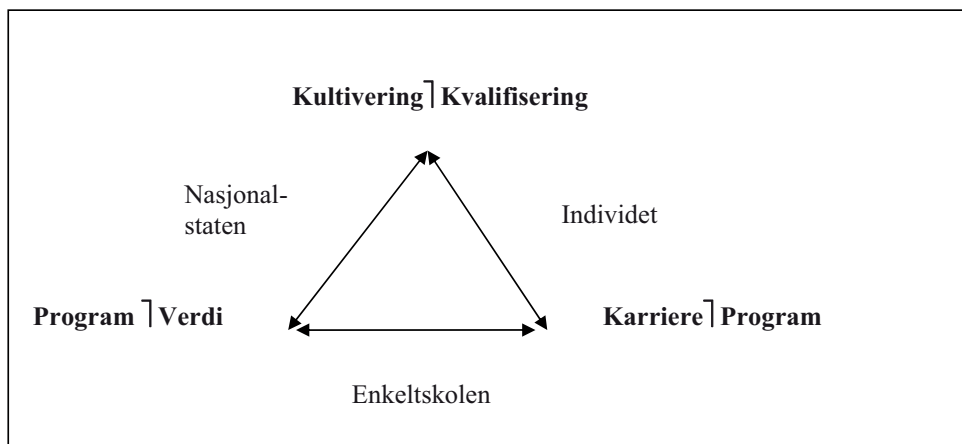 Kultivering ˥ Kvalifisering
Nasjonal-
staten
Individet
Program ˥ Verdi
Karriere ˥ Program
Enkeltskolen